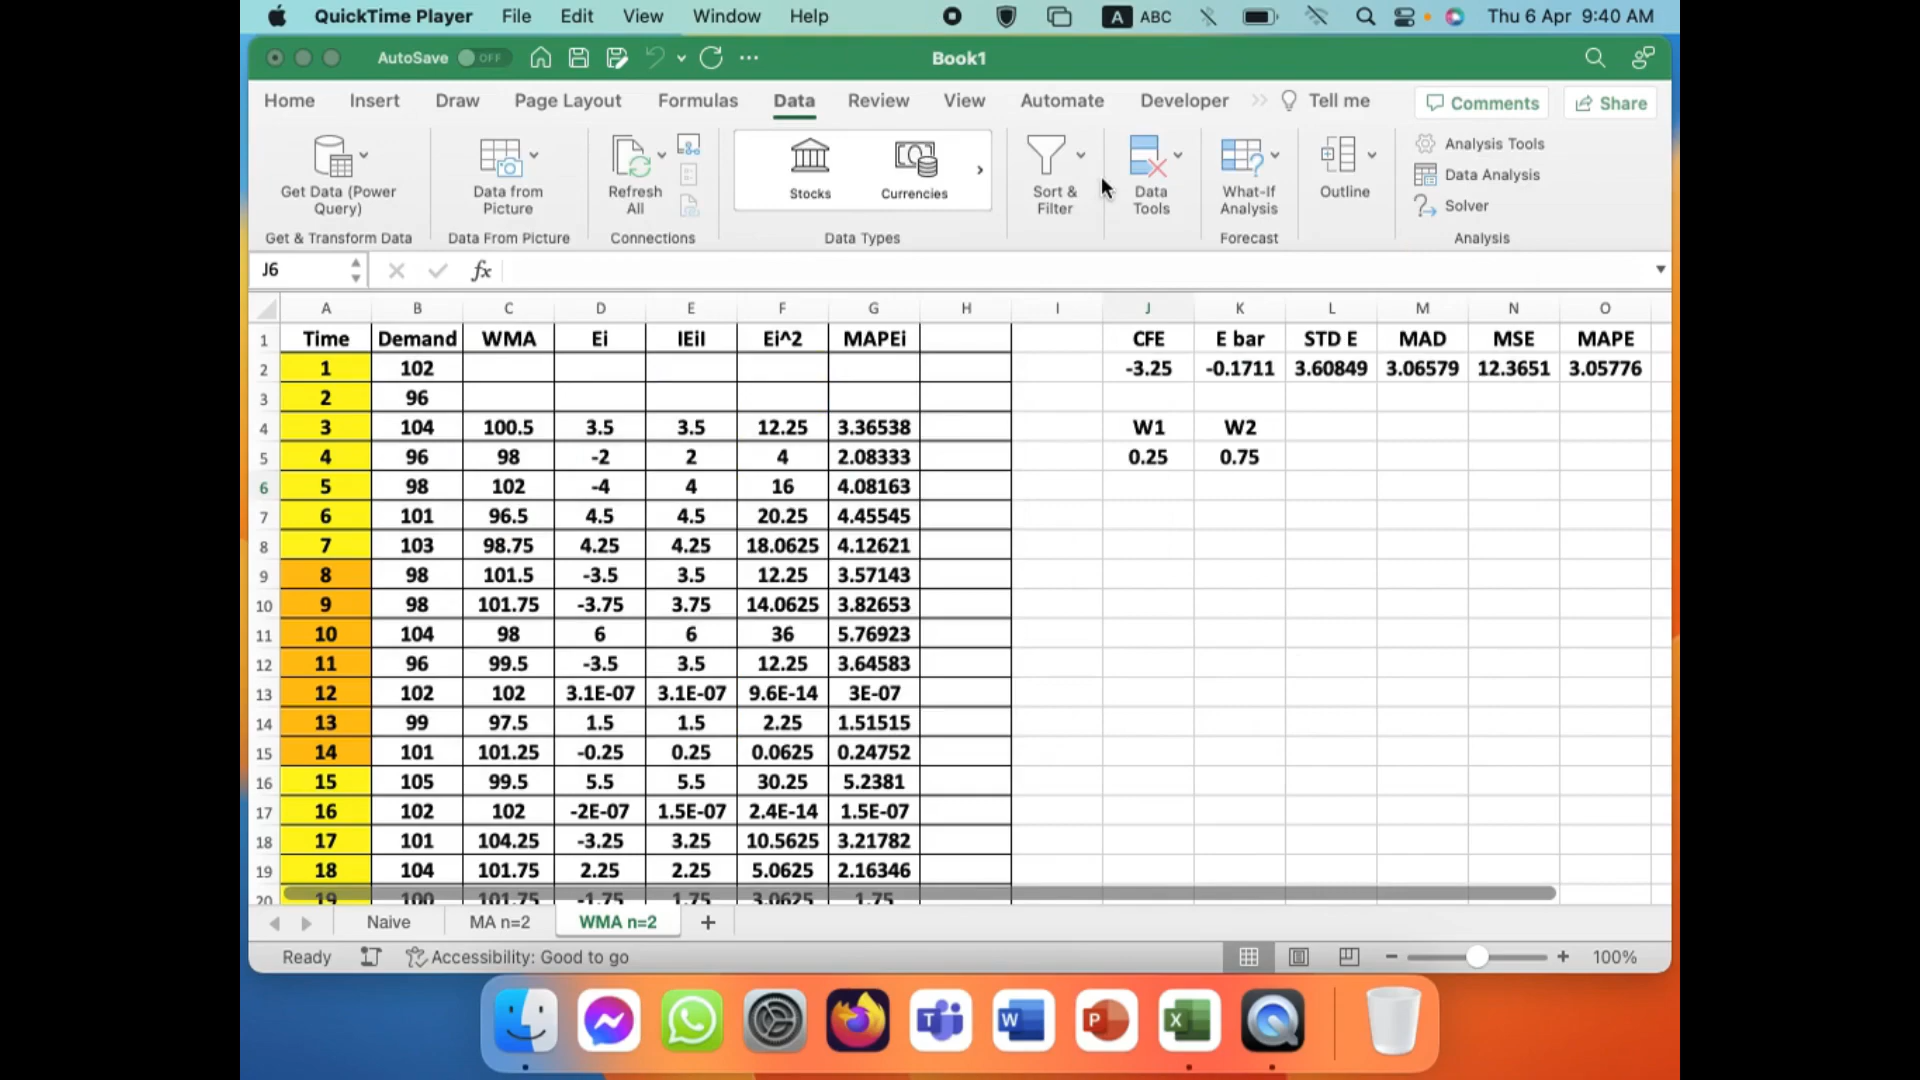 QuickTime Player File Edit View Window Help A ABC Thu 6 Apr 9:40 AM
AutoSave OFF Book1
Home Insert Draw Page Layout Formulas Data Review View Automate Developer Tell me Comments Share
Get Data (Power Query)
Data from Picture
Refresh All
Stocks
Currencies
Sort & Filter
Data Tools
What-If Analysis
Outline
Analysis Tools
Data Analysis
Solver
Get & Transform Data Data From Picture Connections Data Types Forecast Analysis
J6 fx
A B C D E F G H I J K L M N O
1 Time Demand WMA Ei IEiI Ei^2 MAPEi CFE E bar STD E MAD MSE MAPE
2 1 102 -3.25 -0.1711 3.60849 3.06579 12.3651 3.05776
3 2 96
4 3 104 100.5 3.5 3.5 12.25 3.36538 W1 W2
5 4 96 98 -2 2 4 2.08333 0.25 0.75
6 5 98 102 -4 4 16 4.08163
7 6 101 96.5 4.5 4.5 20.25 4.45545
8 7 103 98.75 4.25 4.25 18.0625 4.12621
9 8 98 101.5 -3.5 3.5 12.25 3.57143
10 9 98 101.75 -3.75 3.75 14.0625 3.82653
11 10 104 98 6 6 36 5.76923
12 11 96 99.5 -3.5 3.5 12.25 3.64583
13 12 102 102 3.1E-07 3.1E-07 9.6E-14 3E-07
14 13 99 97.5 1.5 1.5 2.25 1.51515
15 14 101 101.25 -0.25 0.25 0.0625 0.24752
16 15 105 99.5 5.5 5.5 30.25 5.2381
17 16 102 102 -2E-07 1.5E-07 2.4E-14 1.5E-07
18 17 101 104.25 -3.25 3.25 10.5625 3.21782
19 18 104 101.75 2.25 2.25 5.0625 2.16346
20 19 100 101.75 -1.75 1.75 3.0625 1.75
Naive MA n=2 WMA n=2 +
Ready Accessibility: Good to go 100%
T W P X